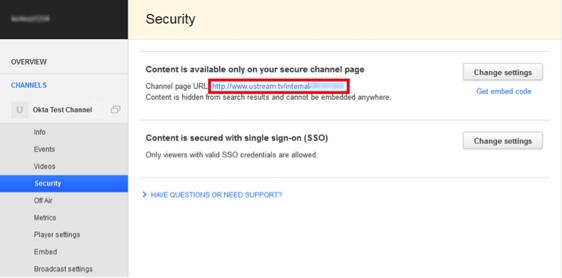 Security
OVERVIEW
CHANNELS
U Okta Test Channel
Info
Events
Videos
Security
Off Air
Metrics
Player settings
Embed
Broadcast settings
Content is available only on your secure channel page
Change settings
Channel page URL: http://www.ustream.tv/internal/
Get embed code
Content is hidden from search results and cannot be embedded anywhere.
Content is secured with single sign-on (SSO)
Change settings
Only viewers with valid SSO credentials are allowed.
HAVE QUESTIONS OR NEED SUPPORT?